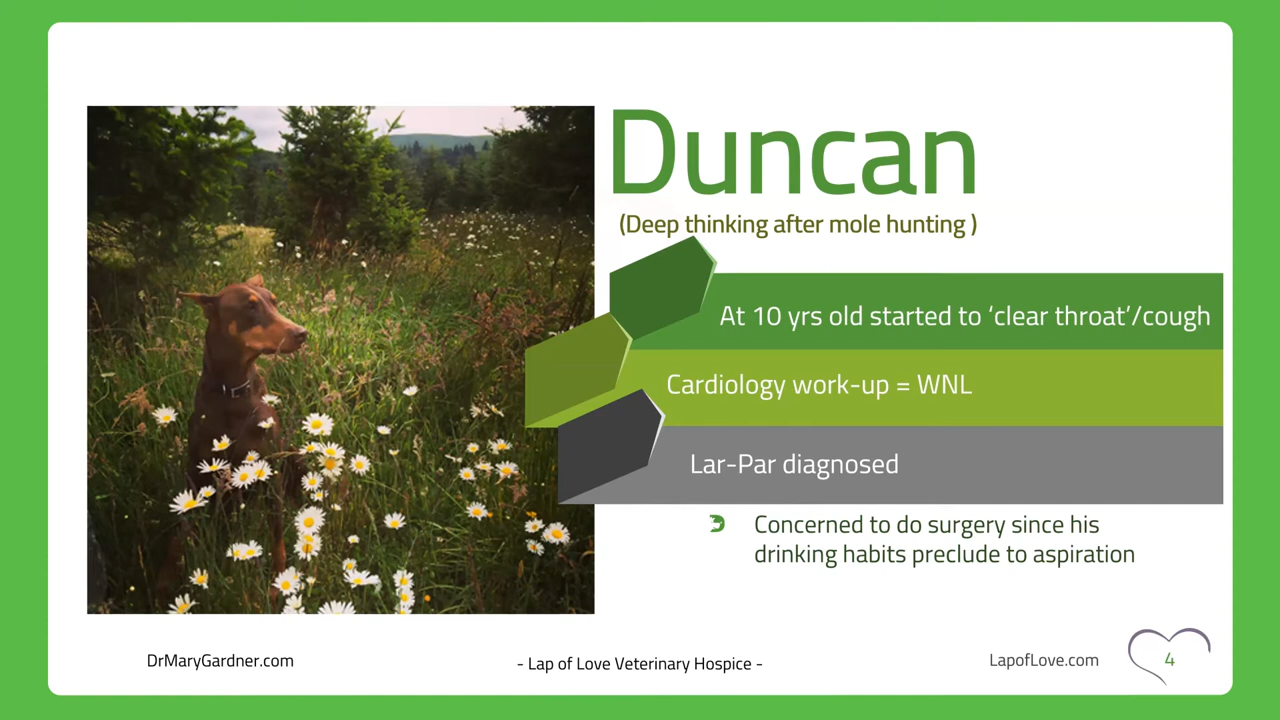 Duncan
(Deep thinking after mole hunting )
At 10 yrs old started to ‘clear throat’/cough
Cardiology work-up = WNL
Lar-Par diagnosed
Concerned to do surgery since his
drinking habits preclude to aspiration
DrMaryGardner.com
- Lap of Love Veterinary Hospice -
LapofLove.com
4